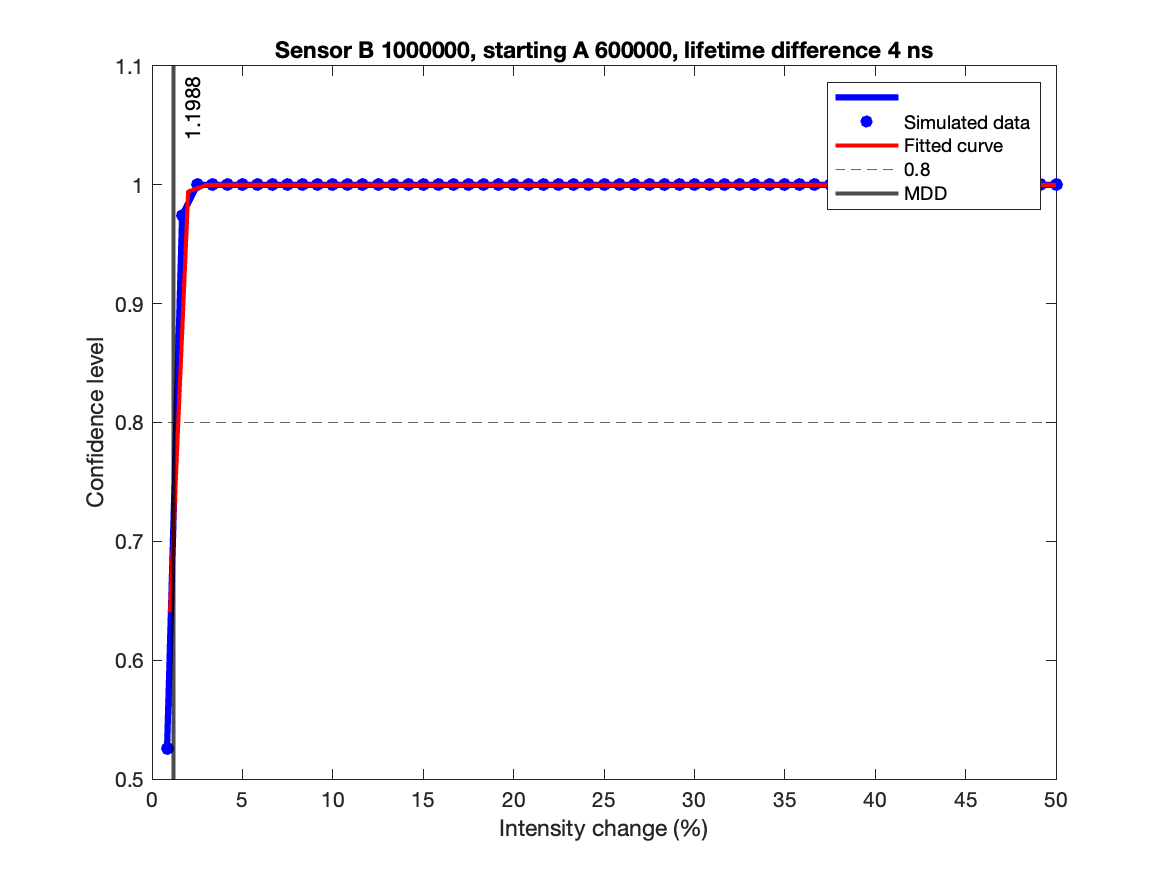 Sensor B 1000000, starting A 600000, lifetime difference 4 ns
1.1
1
0.9
0.8
0.7
0.6
0.5
Confidence level
1.1988
Simulated data
Fitted curve
0.8
MDD
0 5 10 15 20 25 30 35 40 45 50
Intensity change (%)